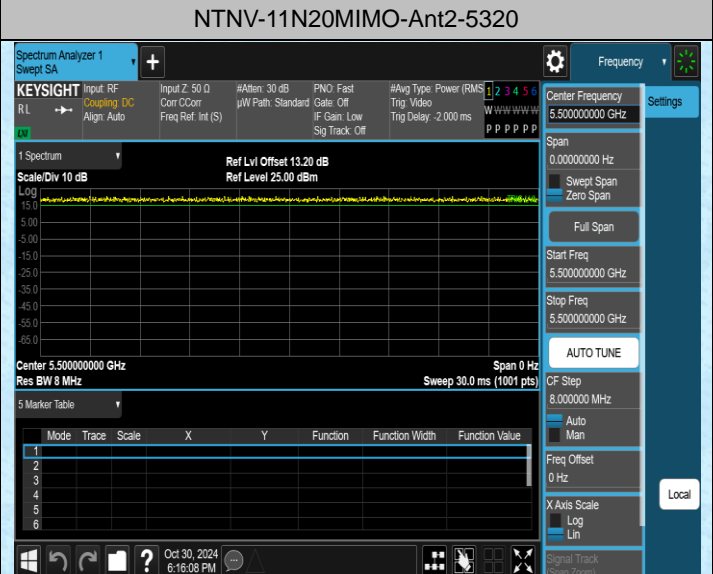 NTNV-11N20MIMO-Ant2-5320
Spectrum Analyzer 1
Swept SA
Frequency
KEYSIGHT
RL
Input: RF
Coupling: DC
Align: Auto
Input Z: 50 Ω
Corr CCorr
Freq Ref: Int (S)
#Atten: 30 dB
µW Path: Standard
PNO: Fast
Gate: Off
IF Gain: Low
Sig Track: Off
#Avg Type: Power (RMS
Trig: Video
Trig Delay: -2.000 ms
1 2 3 4 5 6
W W W W W W
P P P P P P
Center Frequency
5.500000000 GHz
Settings
Span
0.00000000 Hz
Swept Span
Zero Span
Full Span
Start Freq
5.500000000 GHz
Stop Freq
5.500000000 GHz
AUTO TUNE
CF Step
8.000000 MHz
Auto
Man
Freq Offset
0 Hz
X Axis Scale
Log
Lin
Signal Track
(Span Zoom)
Local
1 Spectrum
Scale/Div 10 dB
Ref Lvl Offset 13.20 dB
Ref Level 25.00 dBm
Log
15.0
5.00
-5.00
-15.0
-25.0
-35.0
-45.0
-55.0
-65.0
Center 5.500000000 GHz
Span 0 Hz
Res BW 8 MHz
Sweep 30.0 ms (1001 pts)
5 Marker Table
Mode Trace Scale X Y Function Function Width Function Value
1
2
3
4
5
6
?
Oct 30, 2024
6:16:08 PM